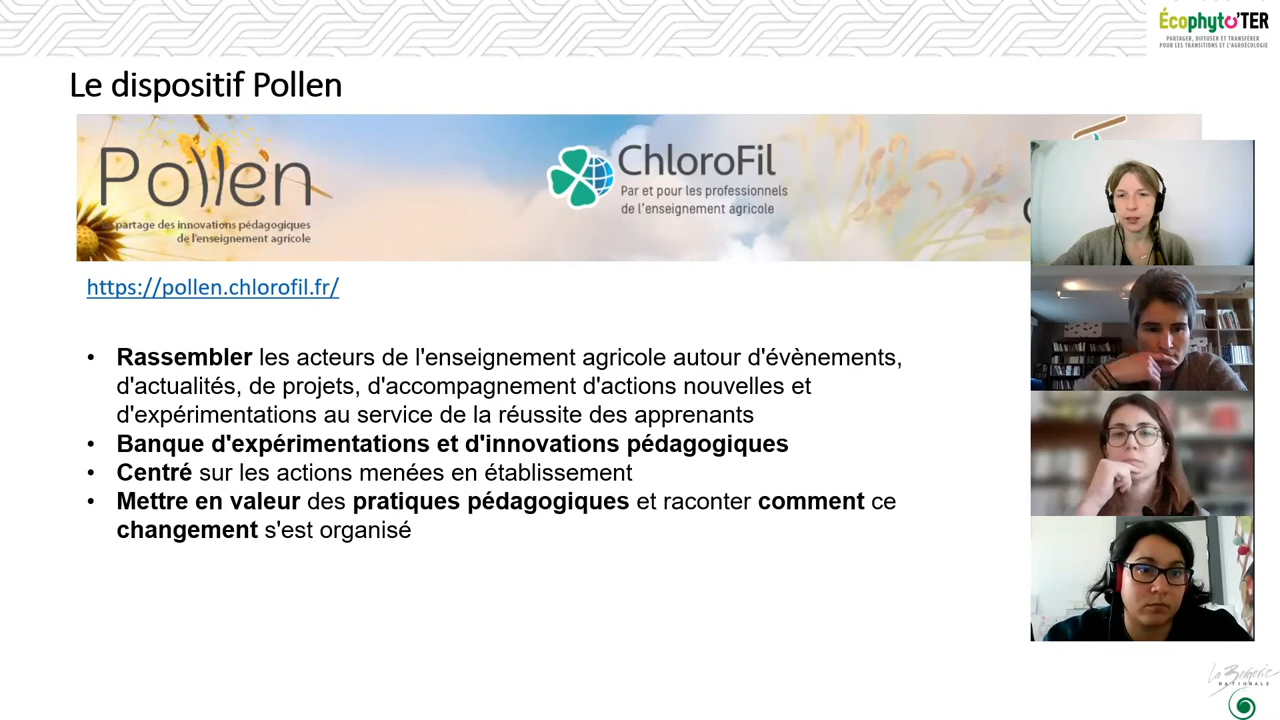 Écophyto'TER
PARTAGER, DIFFUSER ET TRANSFÉRER
POUR LES TRANSITIONS ET L'AGROÉCOLOGIE
Le dispositif Pollen
Pollen
partage des innovations pédagogiques
de l'enseignement agricole
ChloroFil
Par et pour les professionnels
de l'enseignement agricole
https://pollen.chlorofil.fr/
• Rassembler les acteurs de l'enseignement agricole autour d'évènements,
d'actualités, de projets, d'accompagnement d'actions nouvelles et
d'expérimentations au service de la réussite des apprenants
• Banque d'expérimentations et d'innovations pédagogiques
• Centré sur les actions menées en établissement
• Mettre en valeur des pratiques pédagogiques et raconter comment ce
changement s'est organisé
La Bergerie
NATIONALE